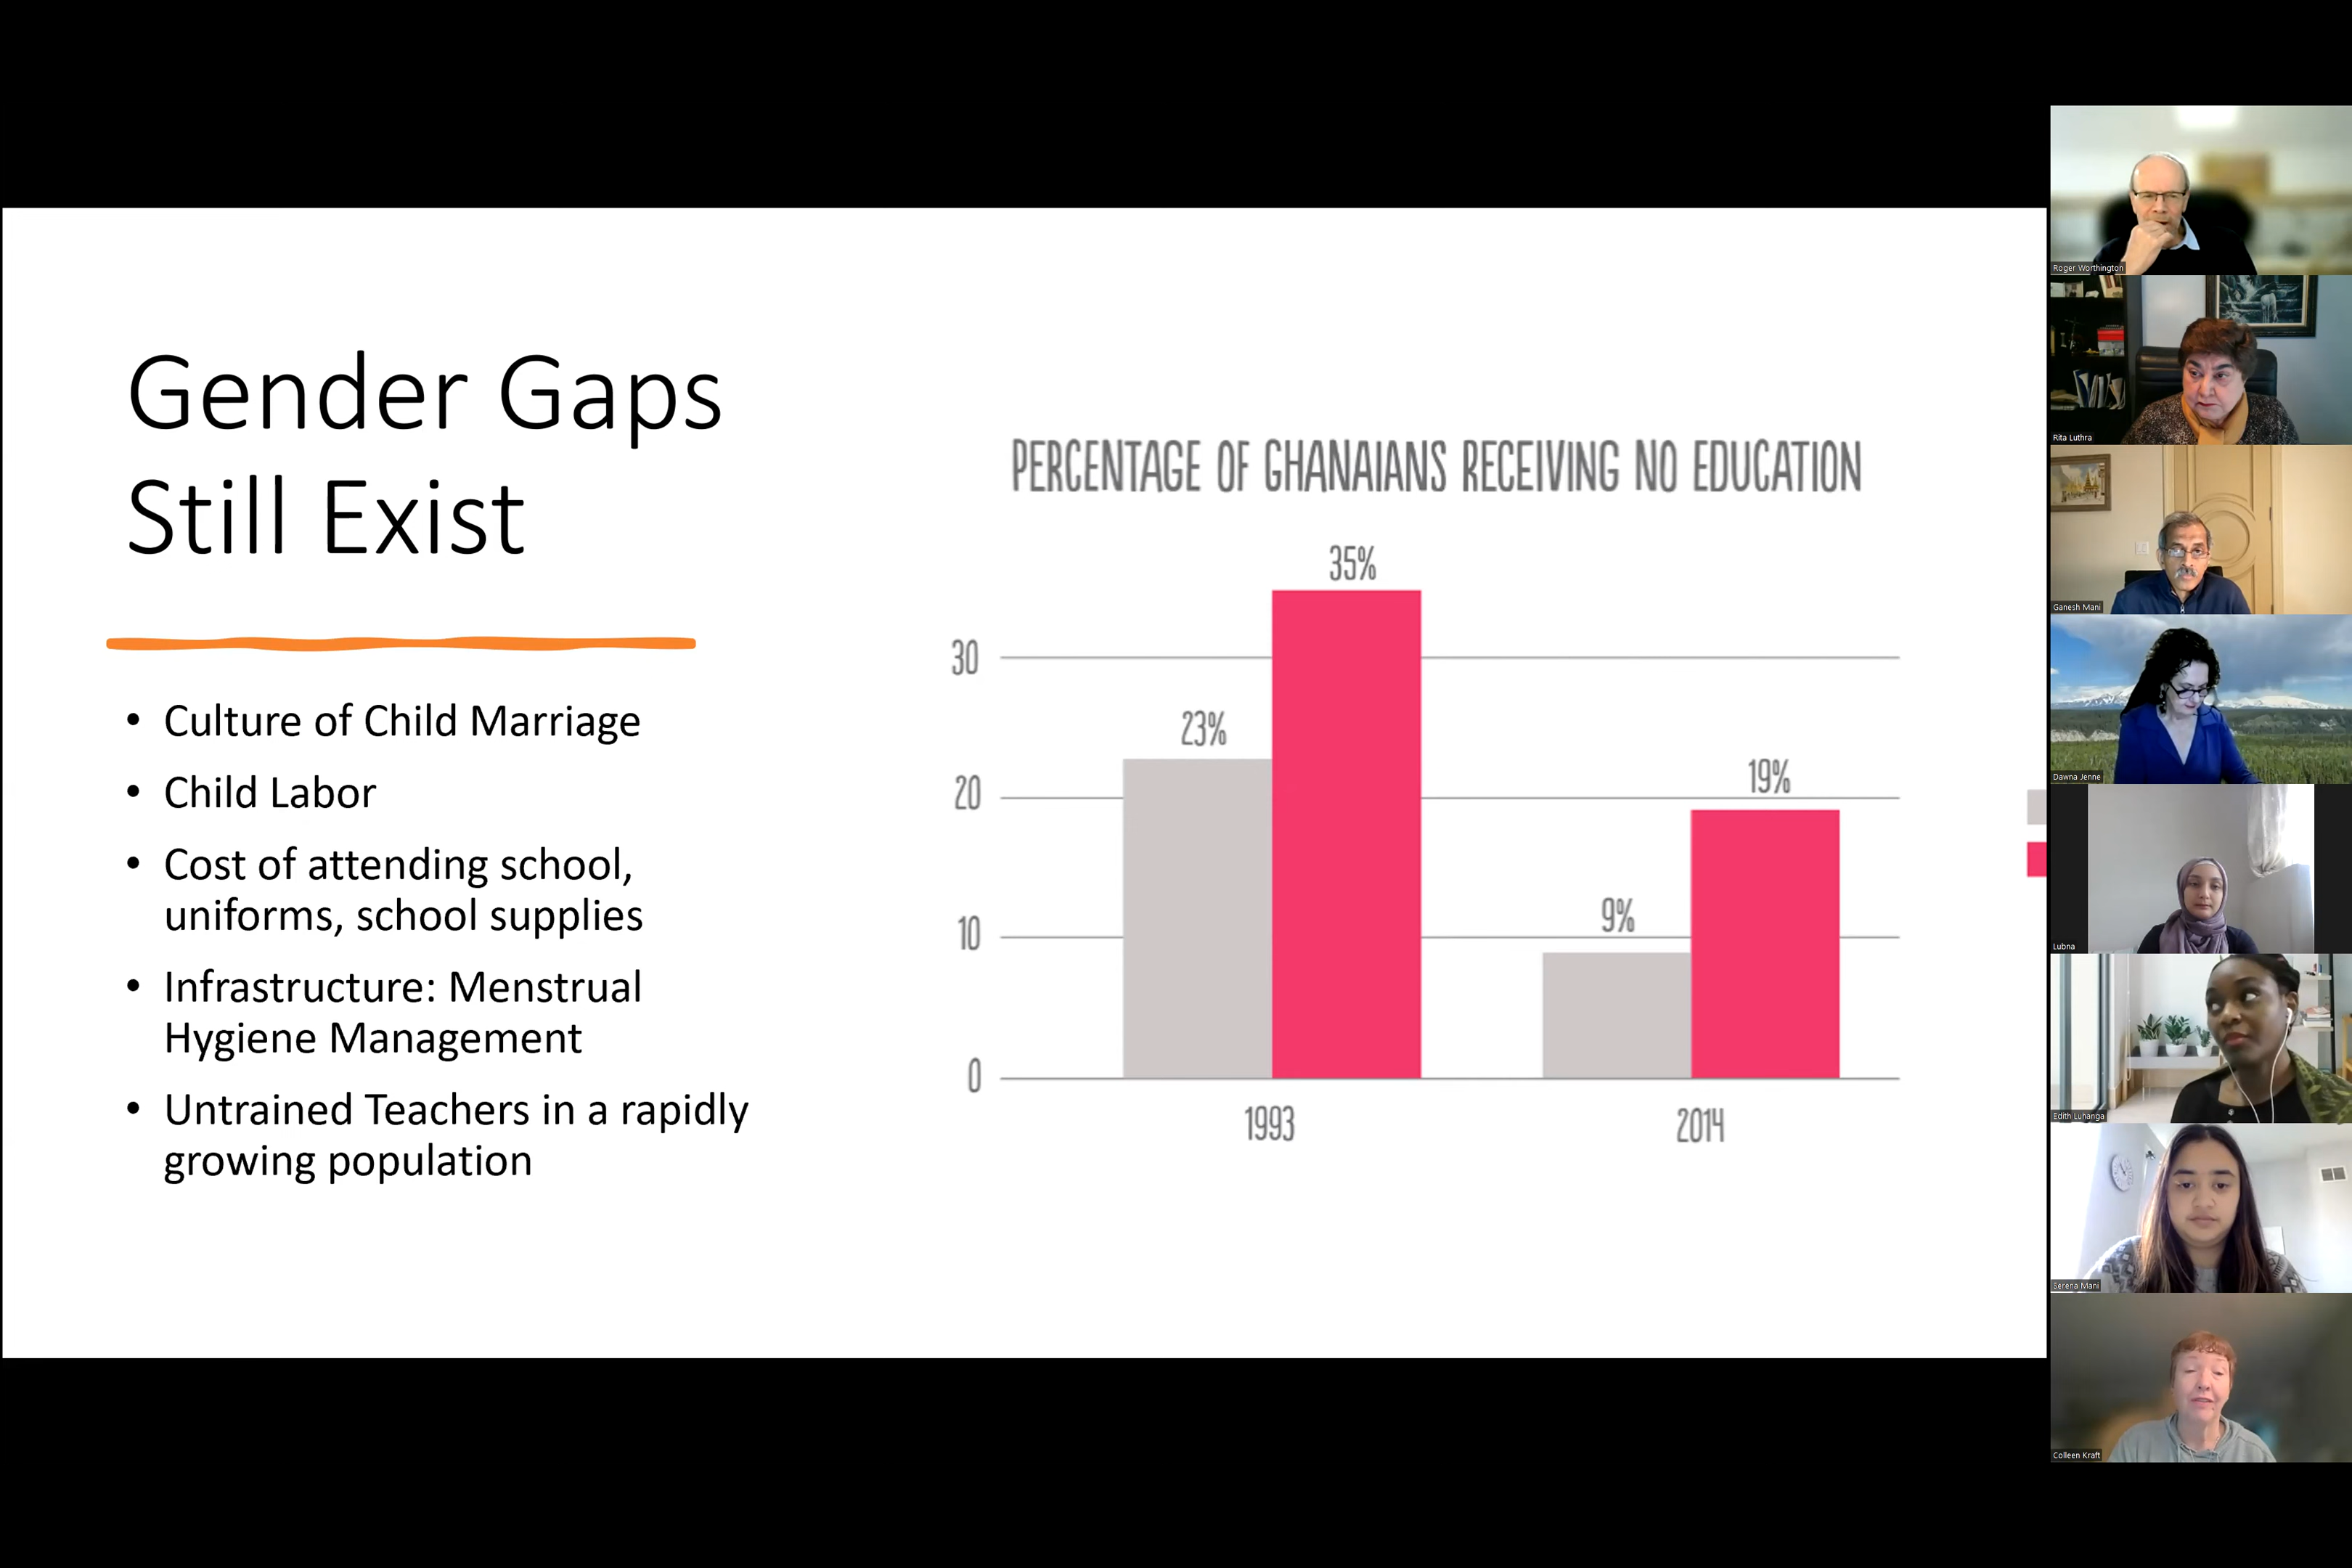 Gender Gaps
Still Exist
• Culture of Child Marriage
• Child Labor
• Cost of attending school,
uniforms, school supplies
• Infrastructure: Menstrual
Hygiene Management
• Untrained Teachers in a rapidly
growing population
PERCENTAGE OF GHANAIANS RECEIVING NO EDUCATION
35%
30
23%
20
19%
10
9%
0
1993
2014
Roger Worthington
Rita Luthra
Ganesh Mani
Dawna Jenne
Lubna
Edith Luhanga
Serena Mani
Colleen Kraft